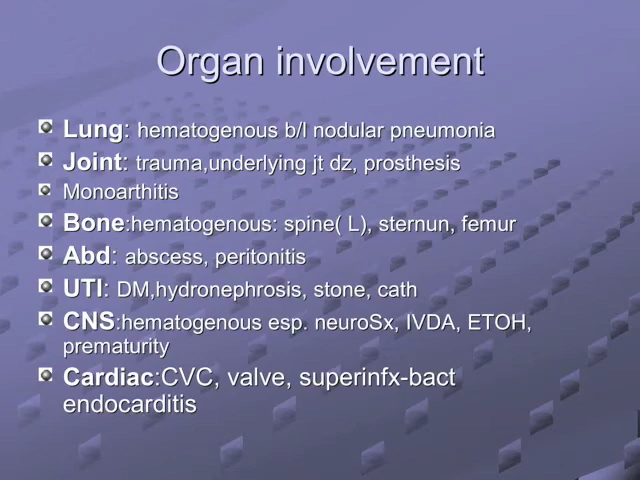 Organ involvement
Lung: hematogenous b/l nodular pneumonia
Joint: trauma,underlying jt dz, prosthesis
Monoarthitis
Bone:hematogenous: spine( L), sternun, femur
Abd: abscess, peritonitis
UTI: DM,hydronephrosis, stone, cath
CNS:hematogenous esp. neuroSx, IVDA, ETOH,
prematurity
Cardiac:CVC, valve, superinfx-bact
endocarditis